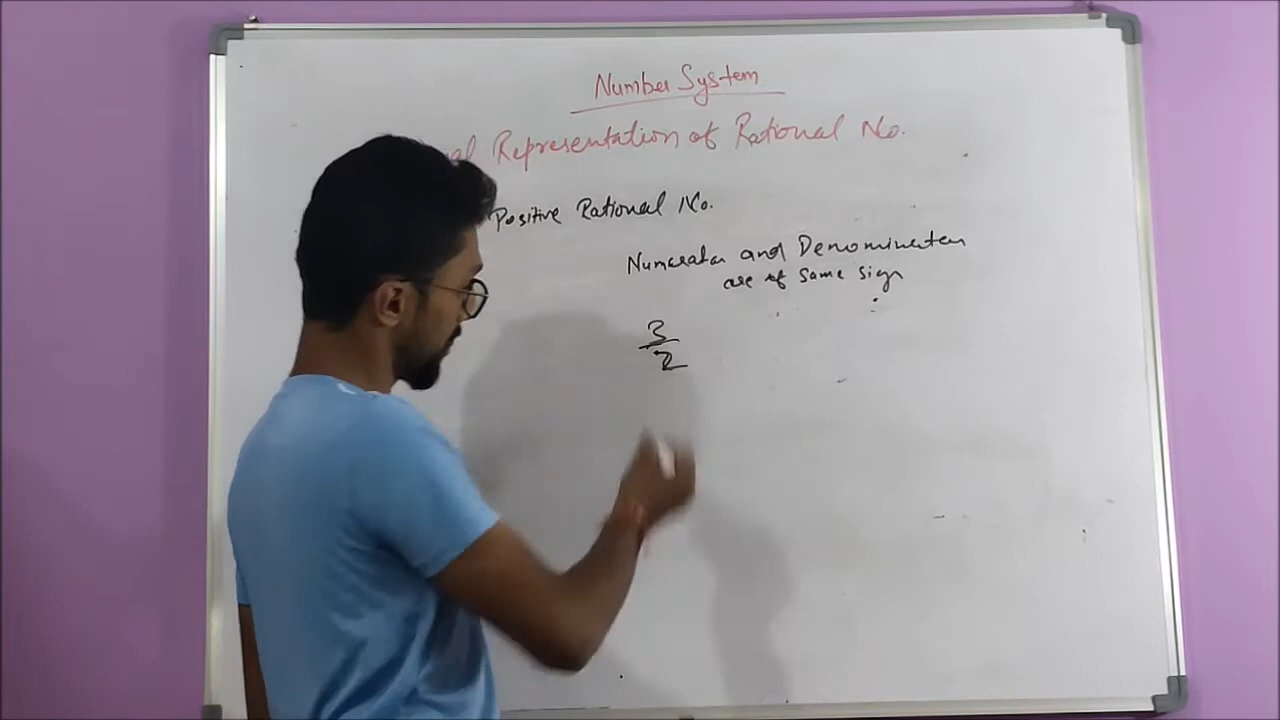 Number System
Representation of Rational No.
Positive Rational No.
Numerator and Denominator
are of same sign
3
2